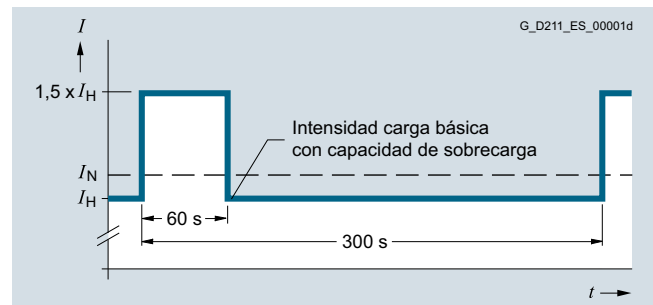 I
G_D211_ES_00001d
1,5 x I_H
Intensidad carga básica
con capacidad de sobrecarga
I_N
I_H
60 s
300 s
t